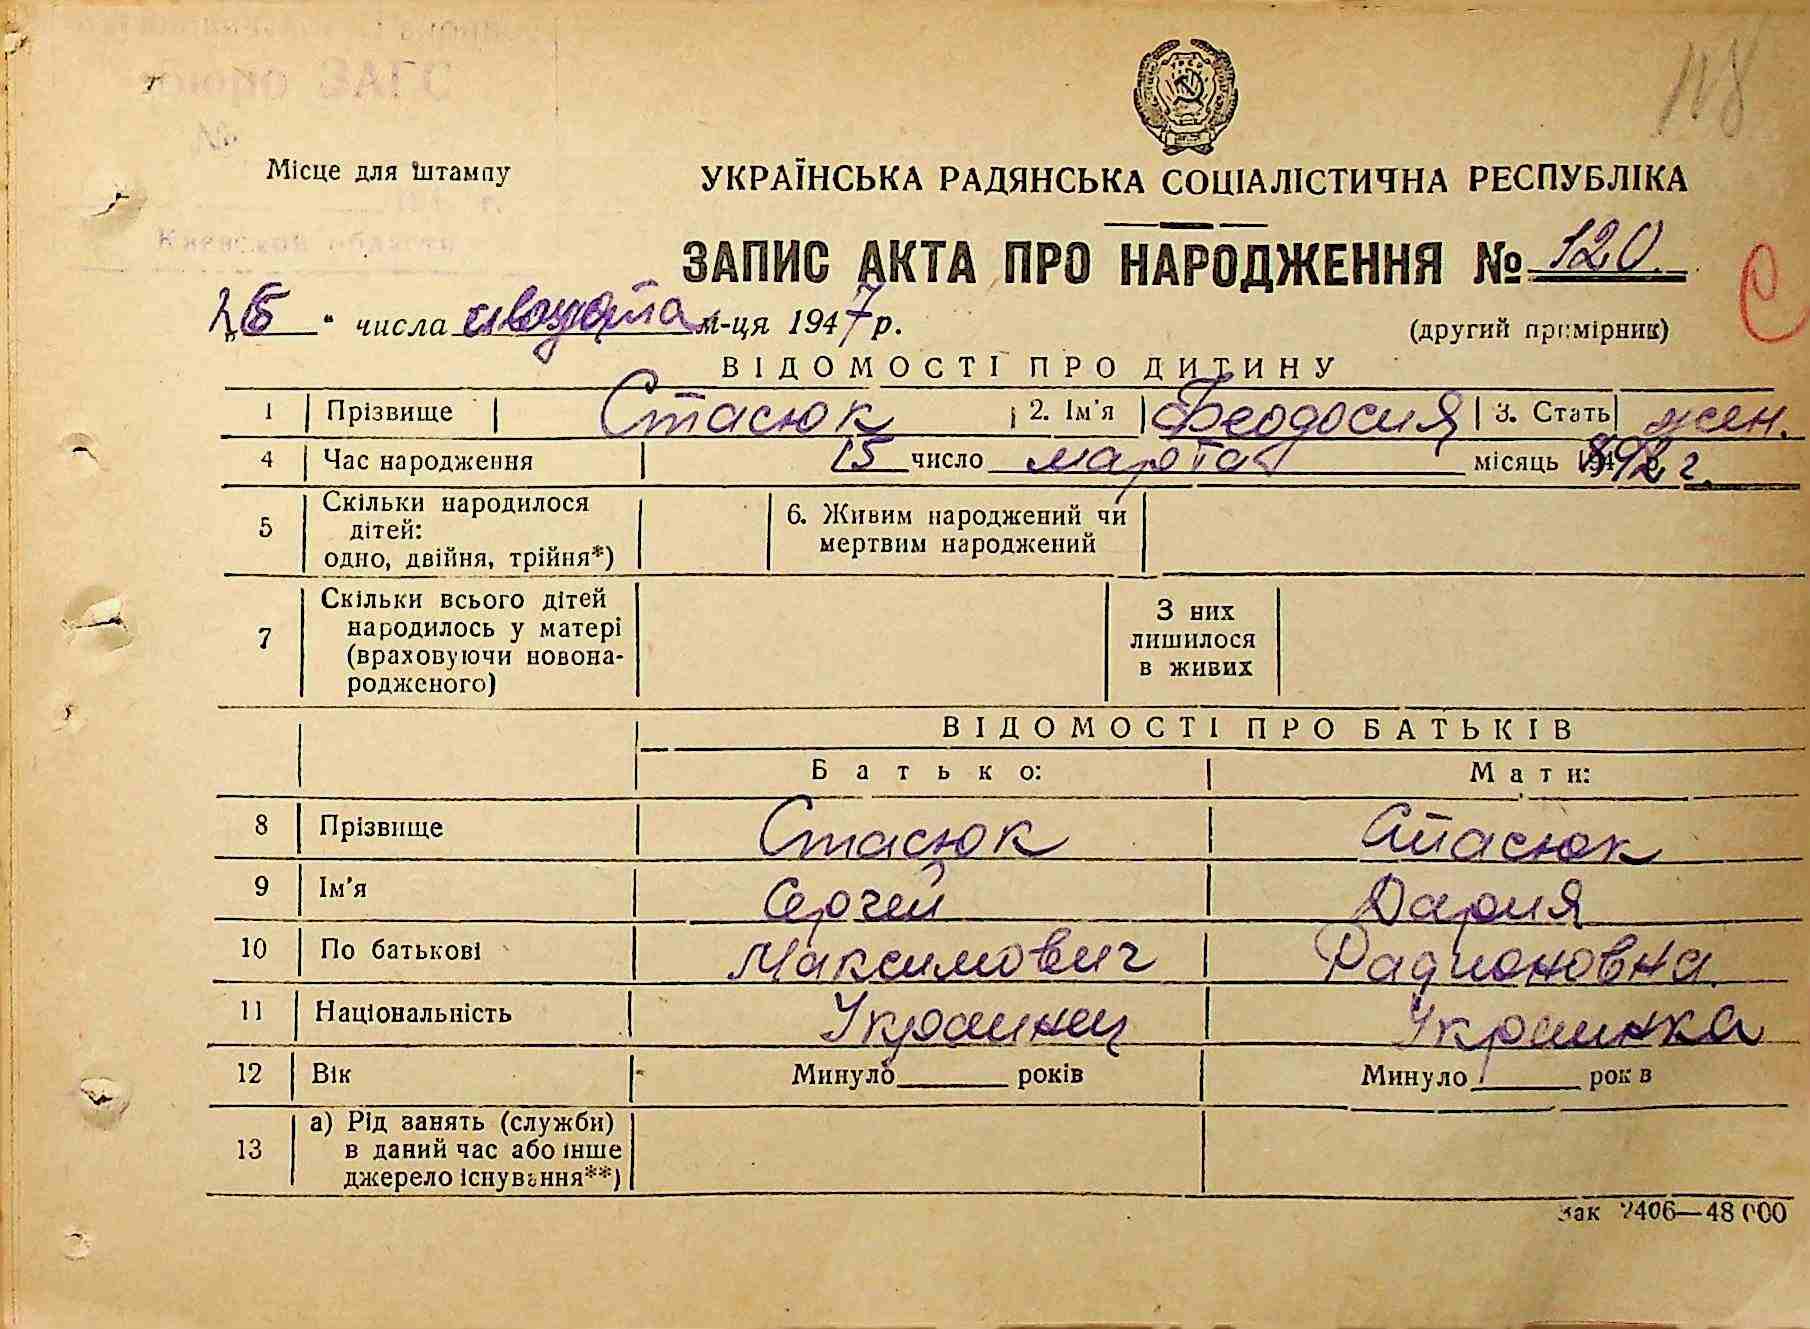 118
бюро ЗАГС
№
Місце для штампу
Киевской области
УКРАЇНСЬКА РАДЯНСЬКА СОЦІАЛІСТИЧНА РЕСПУБЛІКА
ЗАПИС АКТА ПРО НАРОДЖЕННЯ № 120
числа августа м-ця 1947 р.
(другий примірник)
С
ВІДОМОСТІ ПРО ДИТИНУ
1 Прізвище Стасюк 2. Ім'я Феодосия 3. Стать жен.
4 Час народження 15 число марта місяць 1892 г.
5 Скільки народилося дітей: одно, двійня, трійня*) 6. Живим народжений чи мертвим народжений
7 Скільки всього дітей народилось у матері (враховуючи новонародженого) З них лишилося в живих
ВІДОМОСТІ ПРО БАТЬКІВ
Батько: Мати:
8 Прізвище Стасюк Стасюк
9 Ім'я Сергей Дария
10 По батькові Максимович Радионовна
11 Національність Украинец Украинка
12 Вік Минуло років Минуло рок в
13 а) Рід занять (служби) в даний час або інше джерело існування**)
Зак 2406—48 000